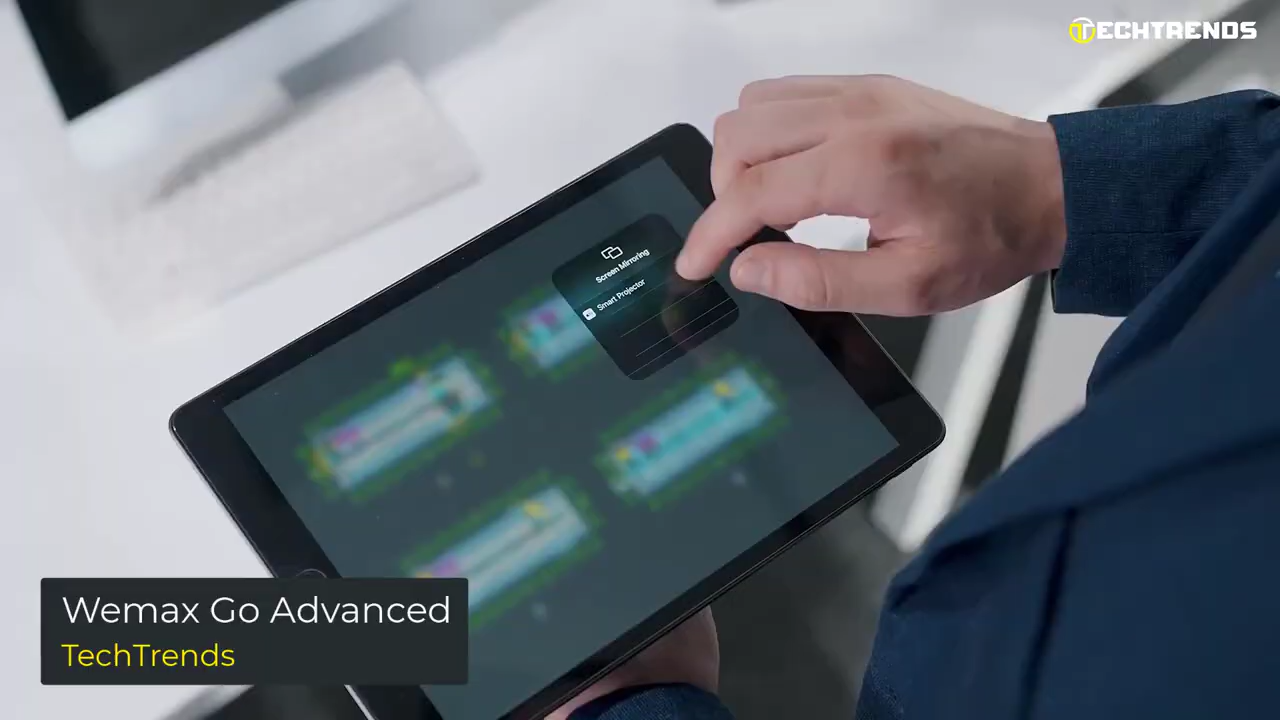 TECHTRENDS
Screen Mirroring
Smart Projector
Wemax Go Advanced
TechTrends